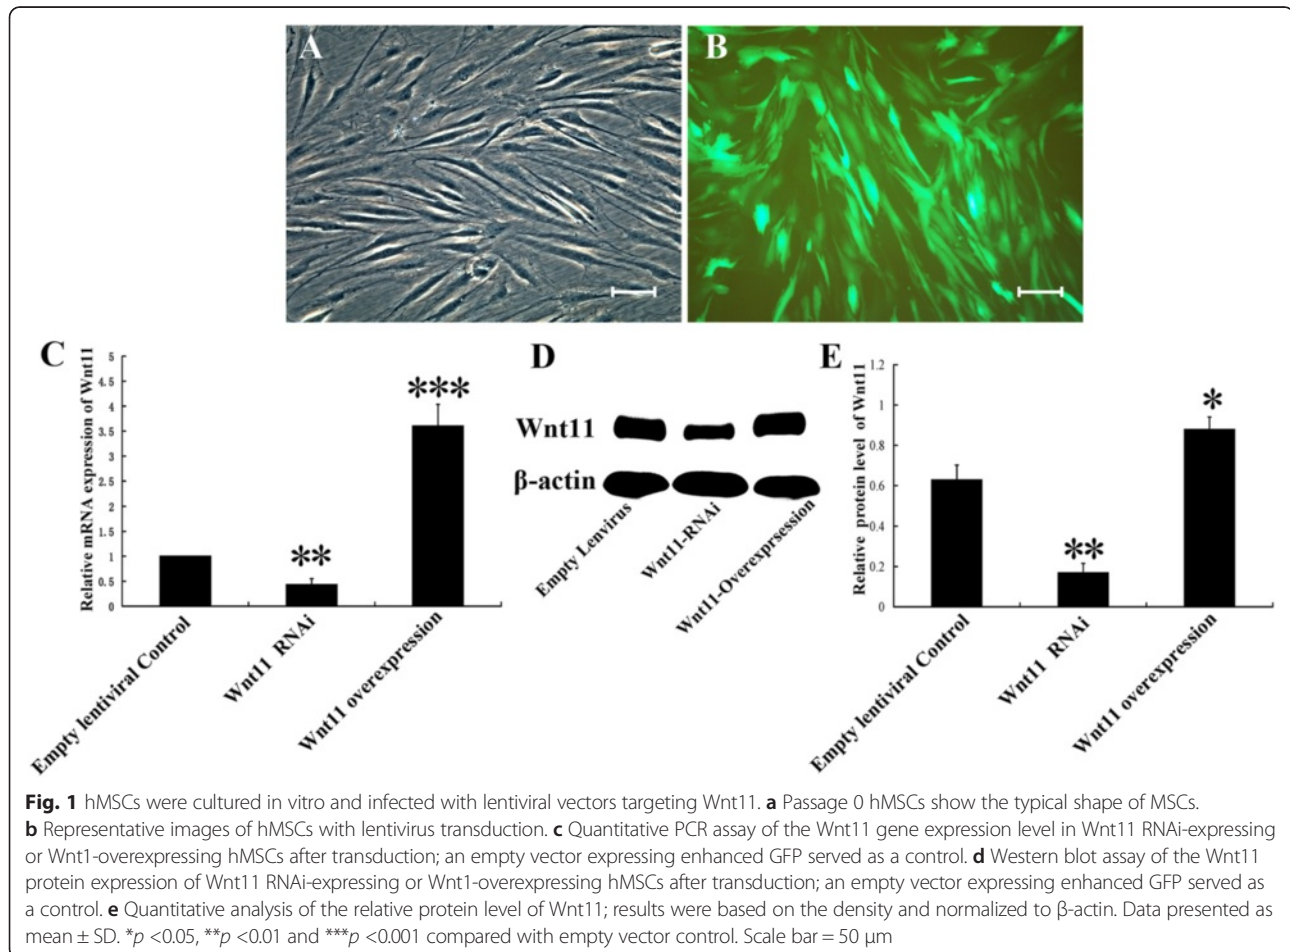 A
B
C
Relative mRNA expression of Wnt11
5
4.5
4
3.5
3
2.5
2
1.5
1
0.5
0
**
***
Empty lentiviral Control
Wnt11 RNAi
Wnt11 overexpression
D
Wnt11
β-actin
Empty Lenvirus
Wnt11-RNAi
Wnt11-Overexprsession
E
Relative protein level of Wnt11
1.2
1
0.8
0.6
0.4
0.2
0
**
*
Empty lentiviral Control
Wnt11 RNAi
Wnt11 overexpression
Fig. 1 hMSCs were cultured in vitro and infected with lentiviral vectors targeting Wnt11. a Passage 0 hMSCs show the typical shape of MSCs.
b Representative images of hMSCs with lentivirus transduction. c Quantitative PCR assay of the Wnt11 gene expression level in Wnt11 RNAi-expressing
or Wnt1-overexpressing hMSCs after transduction; an empty vector expressing enhanced GFP served as a control. d Western blot assay of the Wnt11
protein expression of Wnt11 RNAi-expressing or Wnt1-overexpressing hMSCs after transduction; an empty vector expressing enhanced GFP served as
a control. e Quantitative analysis of the relative protein level of Wnt11; results were based on the density and normalized to β-actin. Data presented as
mean ± SD. *p <0.05, **p <0.01 and ***p <0.001 compared with empty vector control. Scale bar = 50 μm